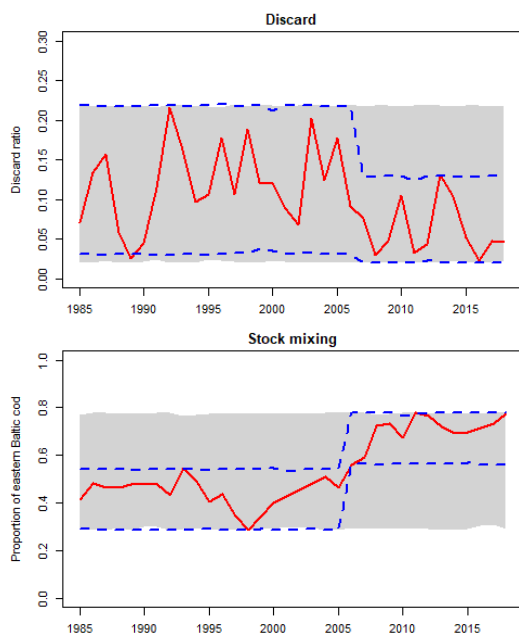 Discard
Discard ratio
0.30
0.25
0.20
0.15
0.10
0.05
0.00
1985 1990 1995 2000 2005 2010 2015
Stock mixing
Proportion of eastern Baltic cod
1.0
0.8
0.6
0.4
0.2
0.0
1985 1990 1995 2000 2005 2010 2015